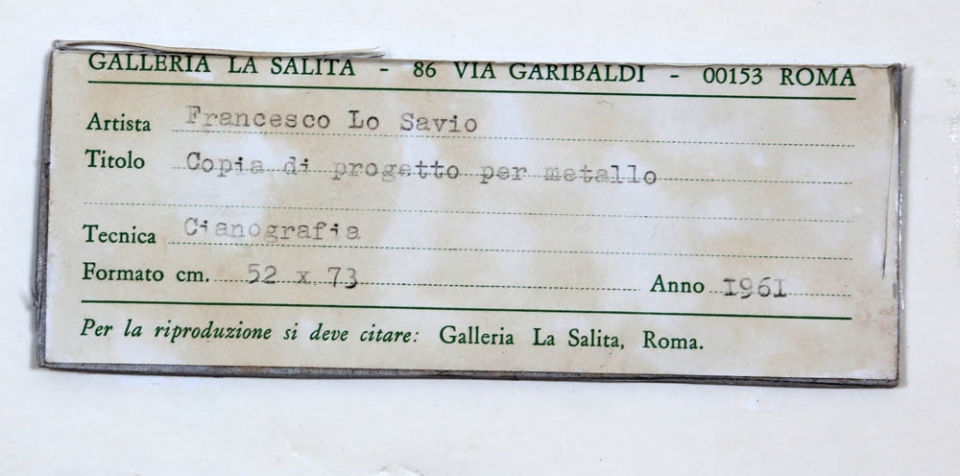 GALLERIA LA SALITA - 86 VIA GARIBALDI - 00153 ROMA
Artista Francesco Lo Savio
Titolo Copia di progetto per metallo
Tecnica Cianografia
Formato cm. 52 x 73 Anno 1961
Per la riproduzione si deve citare: Galleria La Salita, Roma.